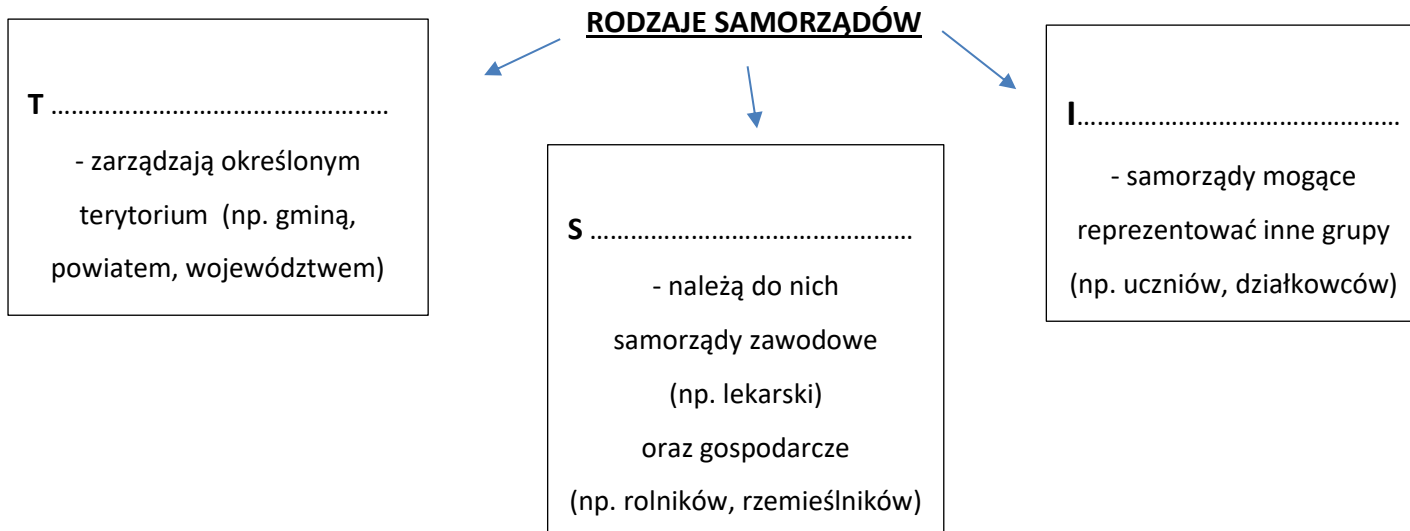 RODZAJE SAMORZĄDÓW
T ………………………………………..…
- zarządzają określonym
terytorium (np. gminą,
powiatem, województwem)
S …………………………………………
- należą do nich
samorządy zawodowe
(np. lekarski)
oraz gospodarcze
(np. rolników, rzemieślników)
I…………………………………………
- samorządy mogące
reprezentować inne grupy
(np. uczniów, działkowców)